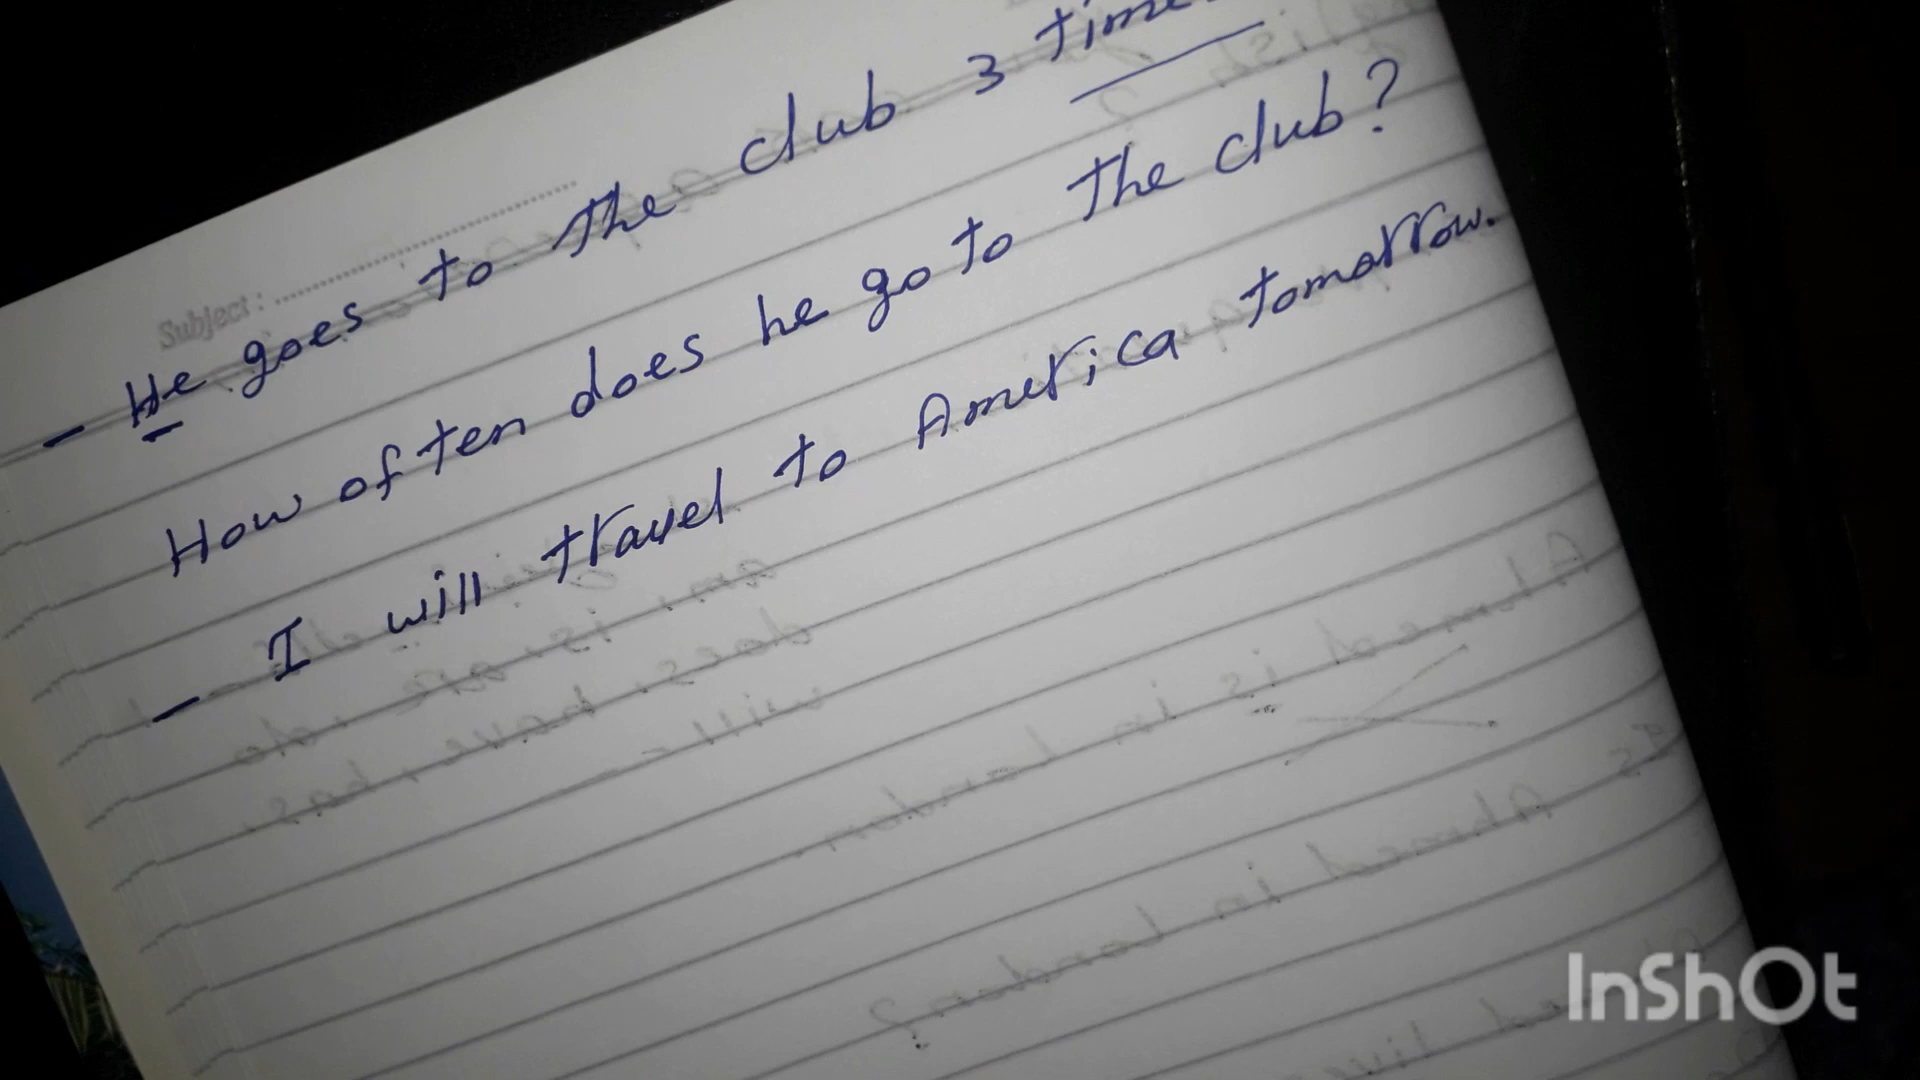 Subject:
- He goes to the club 3 time
How often does he go to the club?
- I will travel to America tomorrow.
InShOt